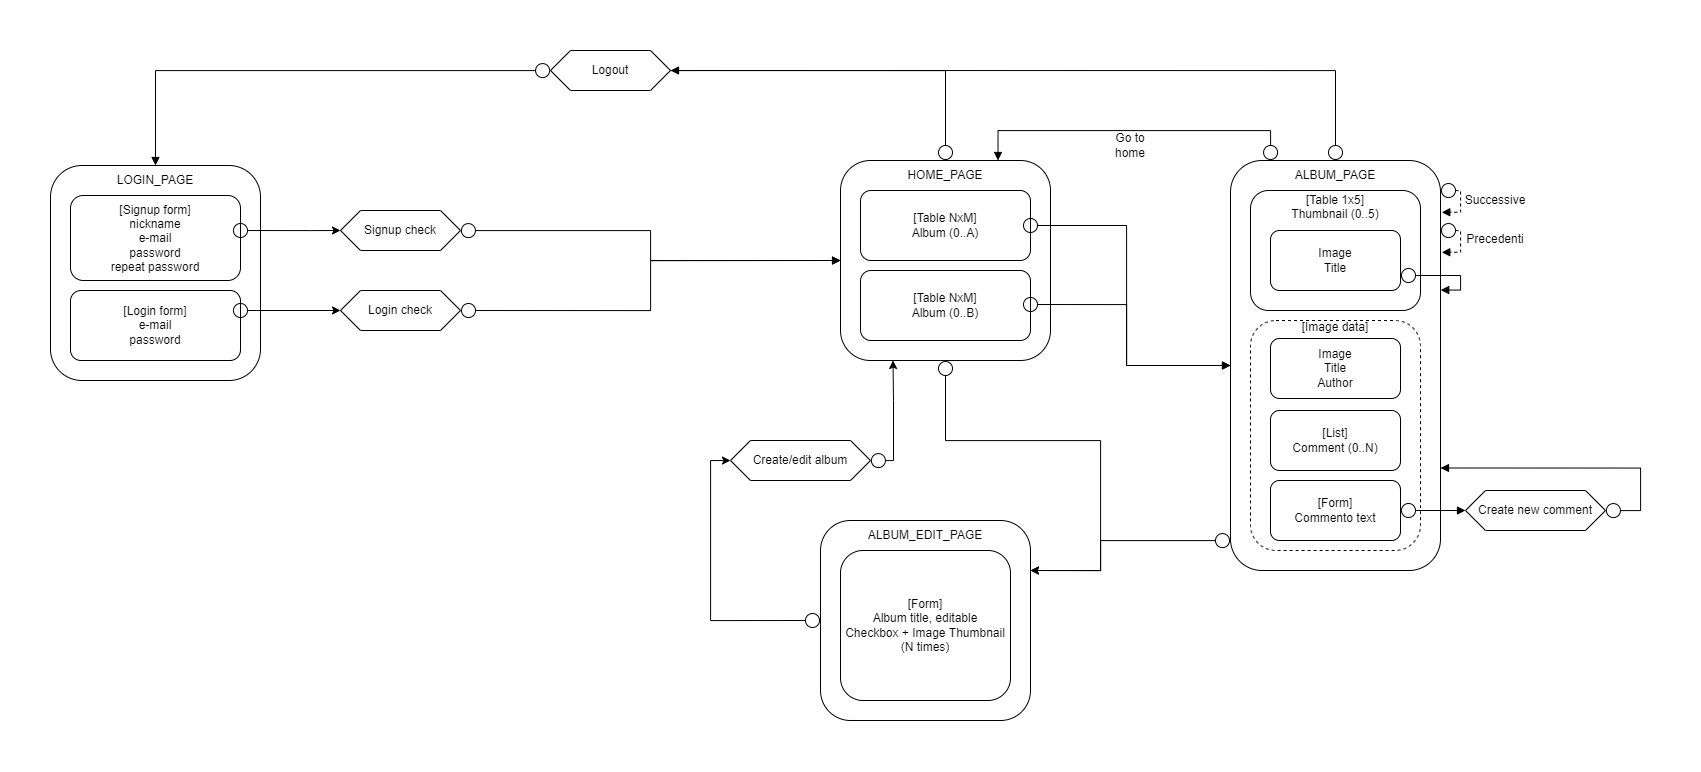 Logout
Go to
home
LOGIN_PAGE
[Signup form]
nickname
e-mail
password
repeat password
[Login form]
e-mail
password
Signup check
Login check
HOME_PAGE
[Table NxM]
Album (0..A)
[Table NxM]
Album (0..B)
ALBUM_PAGE
[Table 1x5]
Thumbnail (0..5)
Image
Title
Successive
Precedenti
[Image data]
Image
Title
Author
[List]
Comment (0..N)
[Form]
Commento text
Create new comment
Create/edit album
ALBUM_EDIT_PAGE
[Form]
Album title, editable
Checkbox + Image Thumbnail
(N times)